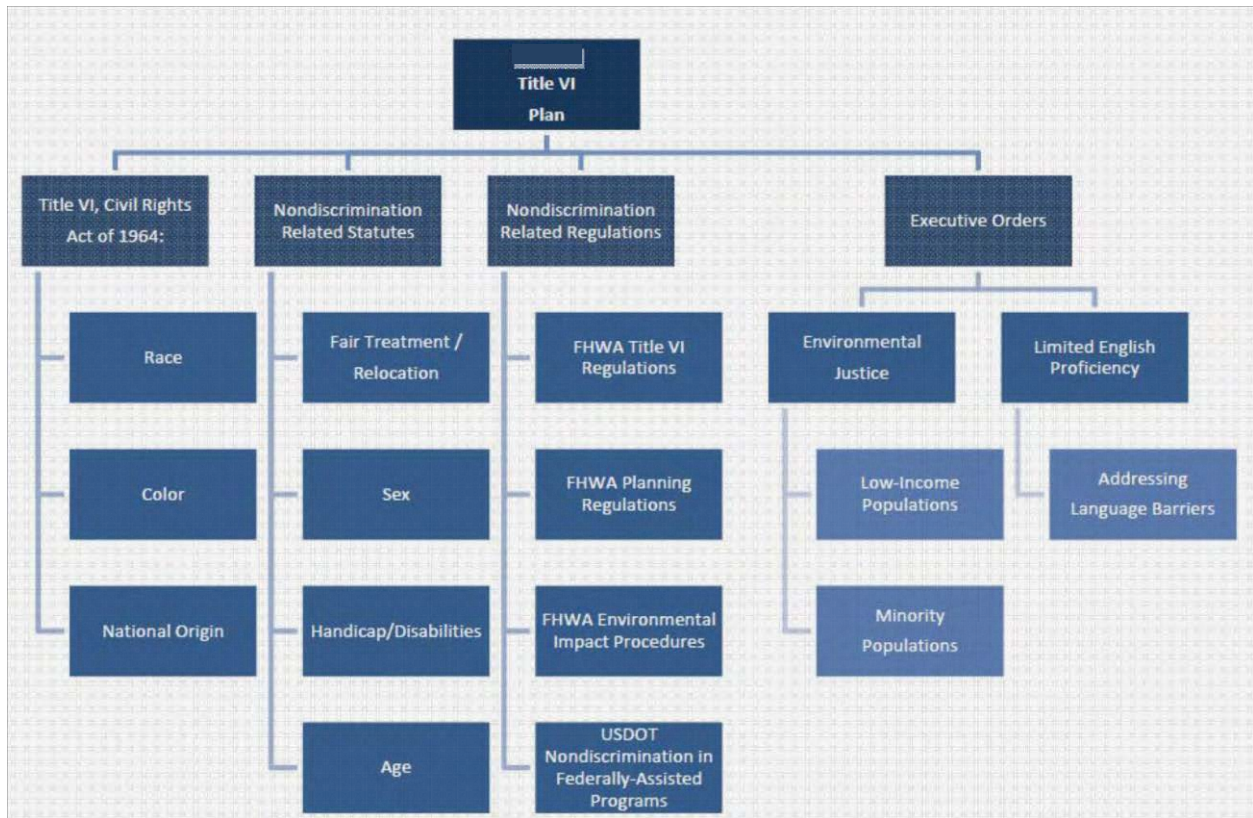 Title VI
Plan
Title VI, Civil Rights
Act of 1964:
Nondiscrimination
Related Statutes
Nondiscrimination
Related Regulations
Executive Orders
Race
Fair Treatment /
Relocation
FHWA Title VI
Regulations
Environmental
Justice
Limited English
Proficiency
Color
Sex
FHWA Planning
Regulations
Low-Income
Populations
Addressing
Language Barriers
National Origin
Handicap/Disabilities
FHWA Environmental
Impact Procedures
Minority
Populations
Age
USDOT
Nondiscrimination in
Federally-Assisted
Programs